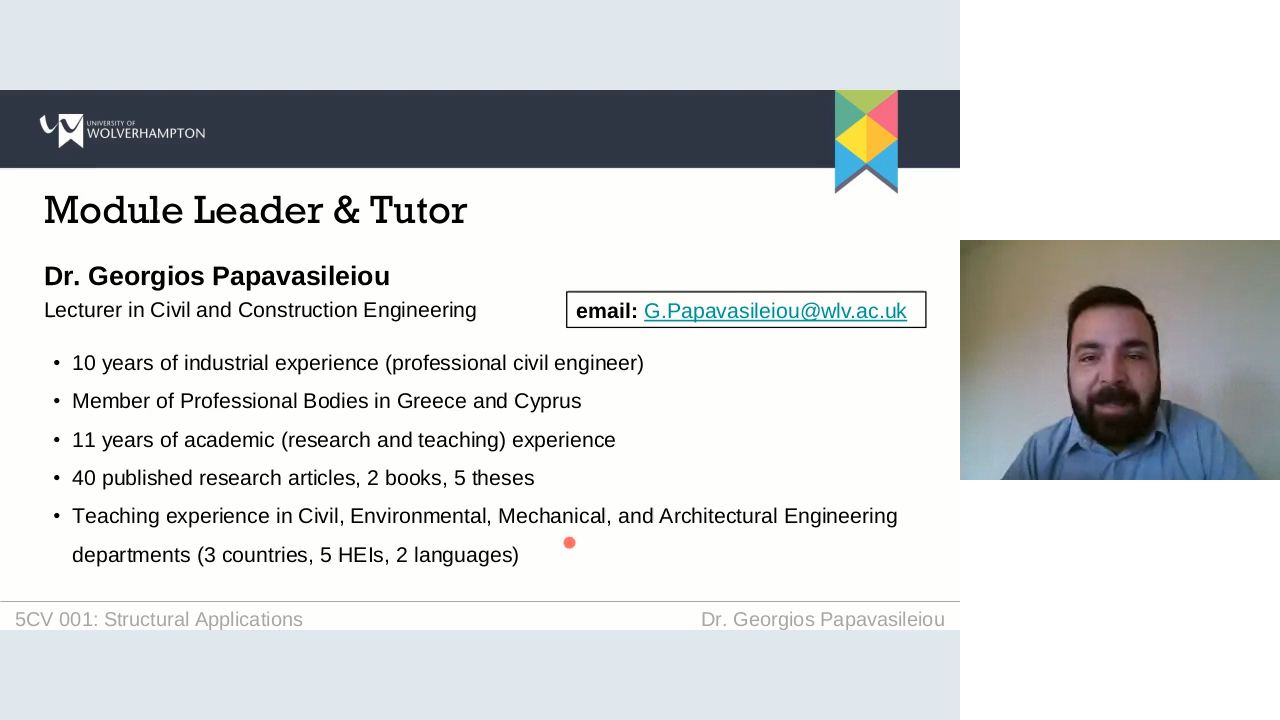 UNIVERSITY OF
WOLVERHAMPTON
Module Leader & Tutor
Dr. Georgios Papavasileiou
Lecturer in Civil and Construction Engineering
email: G.Papavasileiou@wlv.ac.uk
• 10 years of industrial experience (professional civil engineer)
• Member of Professional Bodies in Greece and Cyprus
• 11 years of academic (research and teaching) experience
• 40 published research articles, 2 books, 5 theses
• Teaching experience in Civil, Environmental, Mechanical, and Architectural Engineering
departments (3 countries, 5 HEIs, 2 languages)
5CV 001: Structural Applications
Dr. Georgios Papavasileiou